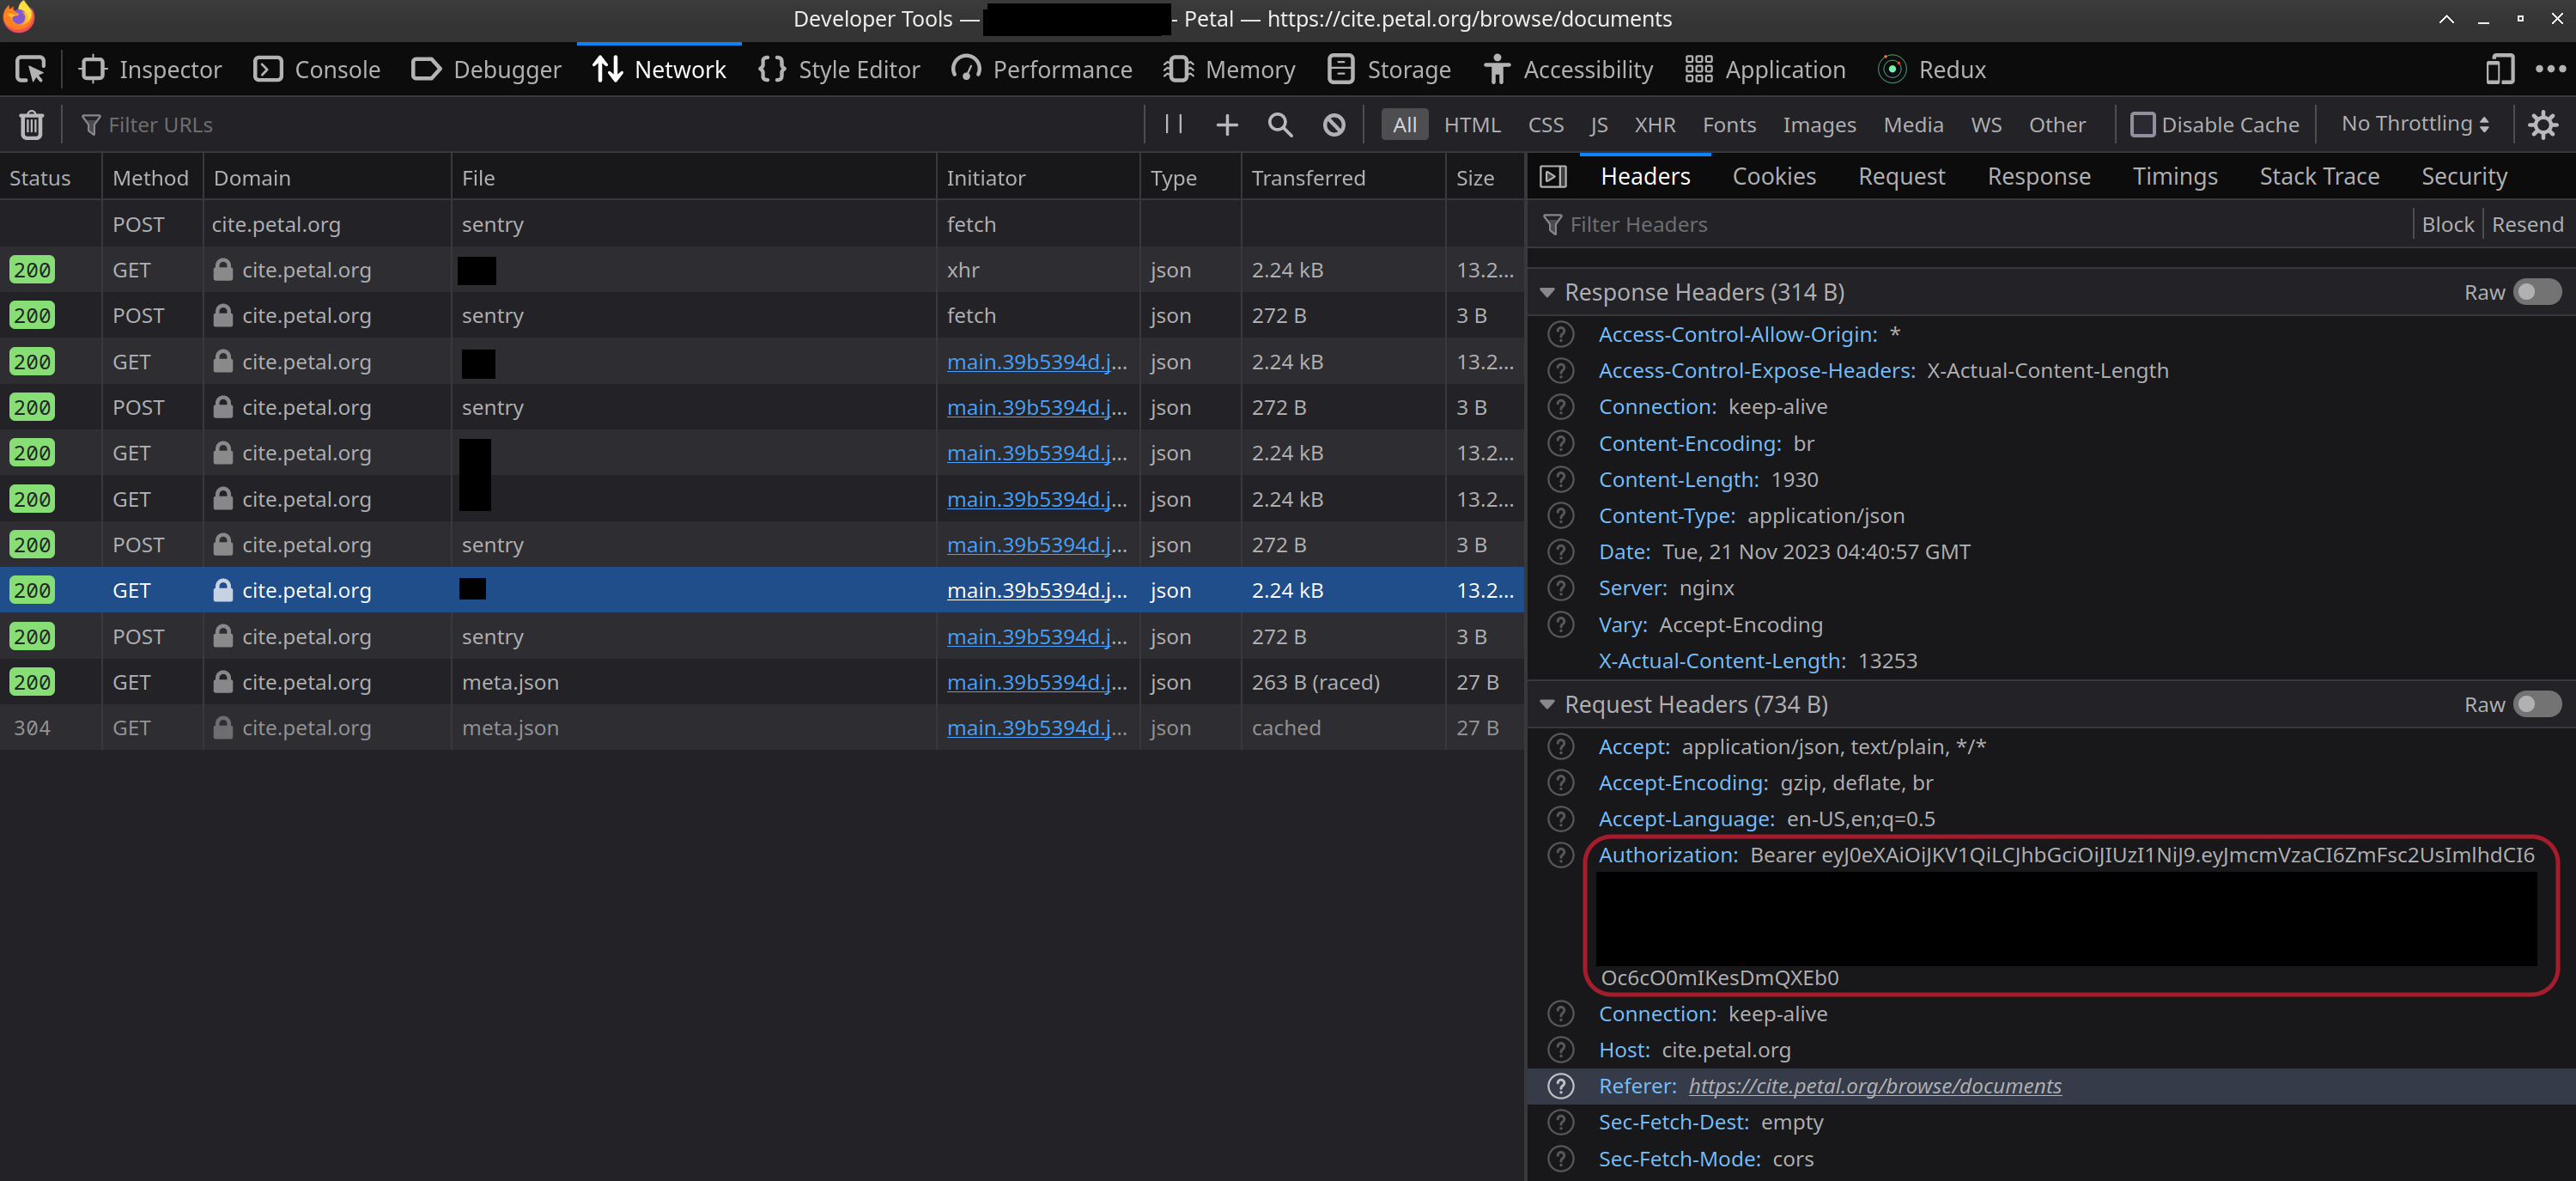 Developer Tools — - Petal — https://cite.petal.org/browse/documents
Inspector Console Debugger Network Style Editor Performance Memory Storage Accessibility Application Redux
Filter URLs All HTML CSS JS XHR Fonts Images Media WS Other Disable Cache No Throttling
Status Method Domain File Initiator Type Transferred Size
POST cite.petal.org sentry fetch
200 GET cite.petal.org xhr json 2.24 kB 13.2...
200 POST cite.petal.org sentry fetch json 272 B 3 B
200 GET cite.petal.org main.39b5394d.j... json 2.24 kB 13.2...
200 POST cite.petal.org sentry main.39b5394d.j... json 272 B 3 B
200 GET cite.petal.org main.39b5394d.j... json 2.24 kB 13.2...
200 GET cite.petal.org main.39b5394d.j... json 2.24 kB 13.2...
200 POST cite.petal.org sentry main.39b5394d.j... json 272 B 3 B
200 GET cite.petal.org main.39b5394d.j... json 2.24 kB 13.2...
200 POST cite.petal.org sentry main.39b5394d.j... json 272 B 3 B
200 GET cite.petal.org meta.json main.39b5394d.j... json 263 B (raced) 27 B
304 GET cite.petal.org meta.json main.39b5394d.j... json cached 27 B
Headers Cookies Request Response Timings Stack Trace Security
Filter Headers Block Resend
Response Headers (314 B) Raw
Access-Control-Allow-Origin: *
Access-Control-Expose-Headers: X-Actual-Content-Length
Connection: keep-alive
Content-Encoding: br
Content-Length: 1930
Content-Type: application/json
Date: Tue, 21 Nov 2023 04:40:57 GMT
Server: nginx
Vary: Accept-Encoding
X-Actual-Content-Length: 13253
Request Headers (734 B) Raw
Accept: application/json, text/plain, */*
Accept-Encoding: gzip, deflate, br
Accept-Language: en-US,en;q=0.5
Authorization: Bearer eyJ0eXAiOiJKV1QiLCJhbGciOiJIUzI1NiJ9.eyJmcmVzaCI6ZmFsc2UsImlhdCI6
Oc6cO0mIKesDmQXEb0
Connection: keep-alive
Host: cite.petal.org
Referer: https://cite.petal.org/browse/documents
Sec-Fetch-Dest: empty
Sec-Fetch-Mode: cors